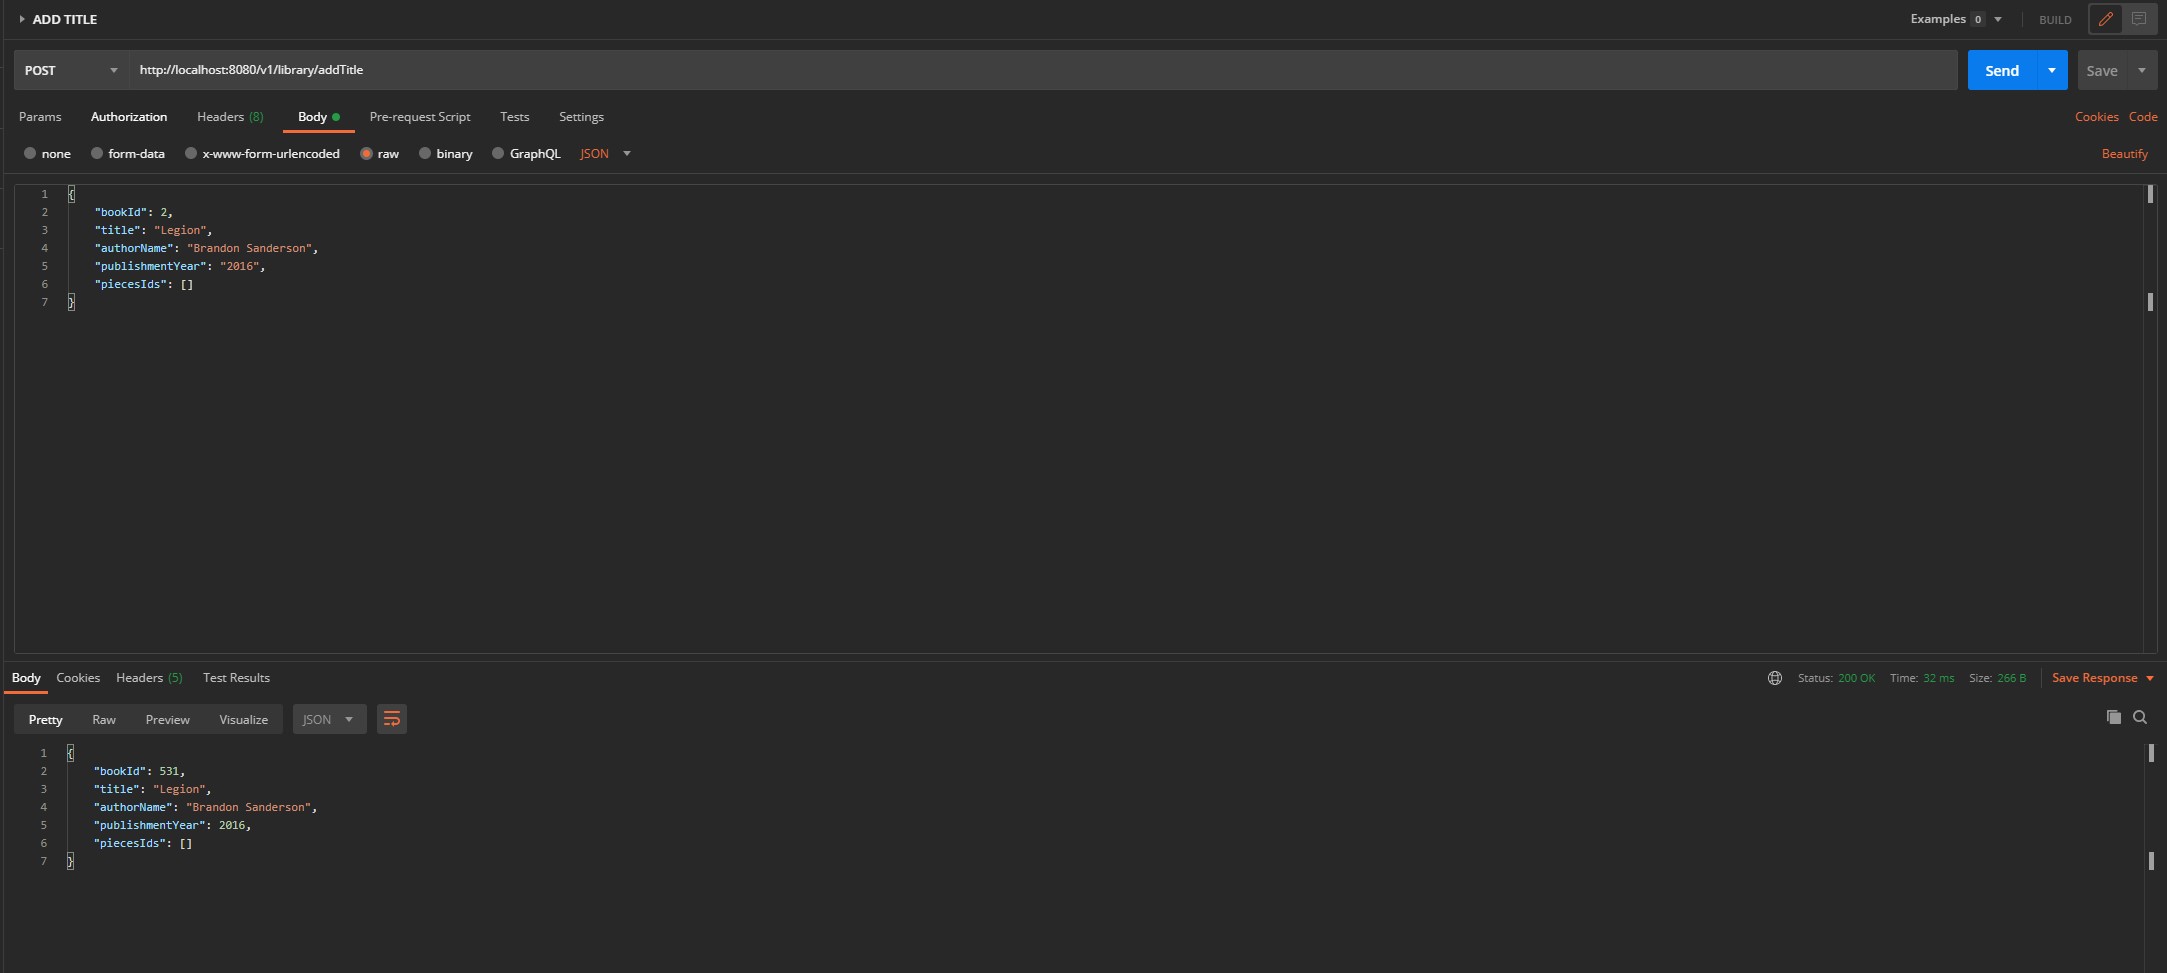 ADD TITLE Examples 0 BUILD
POST http://localhost:8080/v1/library/addTitle Send Save
Params Authorization Headers (8) Body Pre-request Script Tests Settings Cookies Code
none form-data x-www-form-urlencoded raw binary GraphQL JSON Beautify
1 {
2 "bookId": 2,
3 "title": "Legion",
4 "authorName": "Brandon Sanderson",
5 "publishmentYear": "2016",
6 "piecesIds": []
7 }
Body Cookies Headers (5) Test Results Status: 200 OK Time: 32 ms Size: 266 B Save Response
Pretty Raw Preview Visualize JSON
1 {
2 "bookId": 531,
3 "title": "Legion",
4 "authorName": "Brandon Sanderson",
5 "publishmentYear": 2016,
6 "piecesIds": []
7 }